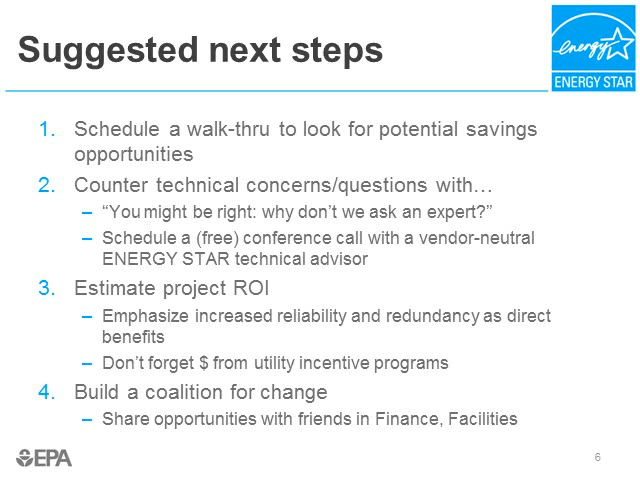 Suggested next steps
energy
ENERGY STAR
1. Schedule a walk-thru to look for potential savings
opportunities
2. Counter technical concerns/questions with…
– “You might be right: why don’t we ask an expert?”
– Schedule a (free) conference call with a vendor-neutral
ENERGY STAR technical advisor
3. Estimate project ROI
– Emphasize increased reliability and redundancy as direct
benefits
– Don’t forget $ from utility incentive programs
4. Build a coalition for change
– Share opportunities with friends in Finance, Facilities
EPA
6